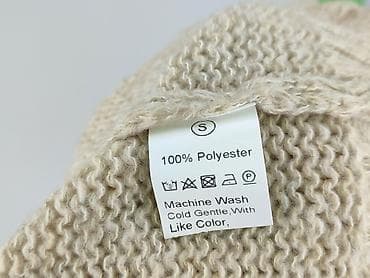 S
100% Polyester
Machine Wash
Cold Gentle,With
Like Color,